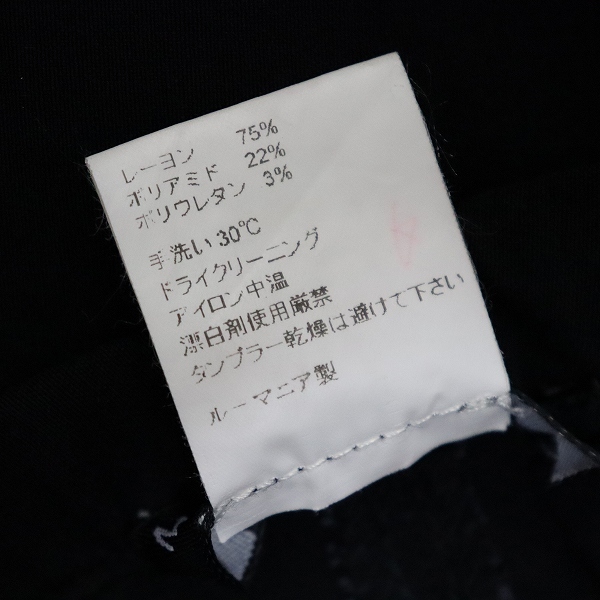 レーヨン 75%
ポリアミド 22%
ポリウレタン 3%
手洗い 30℃
ドライクリーニング
アイロン中温
漂白剤使用厳禁
タンブラー乾燥は避けて下さい
ルーマニア製